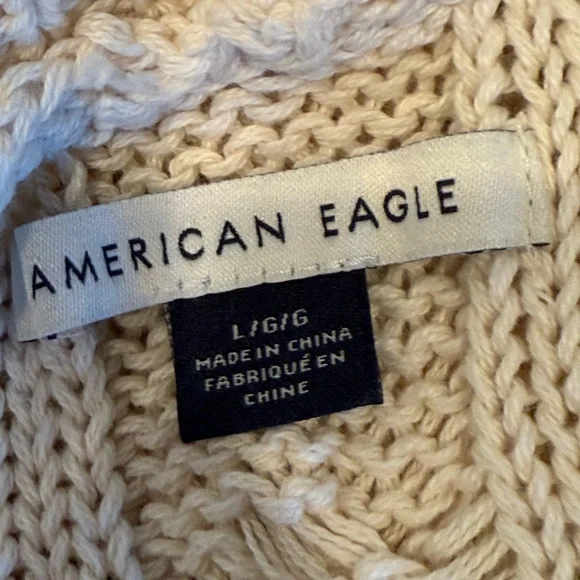 AMERICAN EAGLE
L/G/G
MADE IN CHINA
FABRIQUÉ EN
CHINE